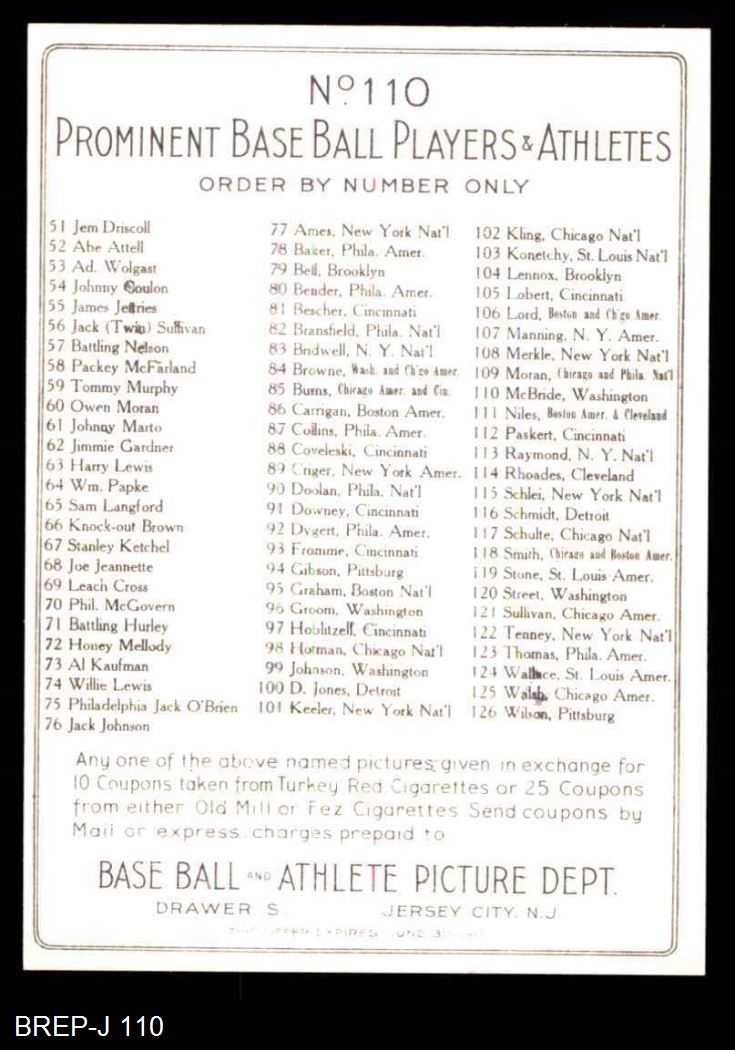 Nº. 110
PROMINENT BASE BALL PLAYERS & ATHLETES
ORDER BY NUMBER ONLY
51 Jem Driscoll
52 Abe Attell
53 Ad. Wolgast
54 Johnny Coulon
55 James Jeffries
56 Jack (Twin) Sullivan
57 Battling Nelson
58 Packey McFarland
59 Tommy Murphy
60 Owen Moran
61 Johnny Marto
62 Jimmie Gardner
63 Harry Lewis
64 Wm. Papke
65 Sam Langford
66 Knock-out Brown
67 Stanley Ketchel
68 Joe Jeannette
69 Leach Cross
70 Phil. McGovern
71 Battling Hurley
72 Honey Mellody
73 Al Kaufman
74 Willie Lewis
75 Philadelphia Jack O'Brien
76 Jack Johnson
77 Ames, New York Nat'l
78 Baker, Phila. Amer.
79 Bell, Brooklyn
80 Bender, Phila. Amer.
81 Bescher, Cincinnati
82 Bransfield, Phila. Nat'l
83 Bridwell, N. Y. Nat'l
84 Browne, Wash. and Ch'go Amer.
85 Burns, Chicago Amer. and Cin.
86 Carrigan, Boston Amer.
87 Collins, Phila. Amer.
88 Coveleski, Cincinnati
89 Criger, New York Amer.
90 Doolan, Phila. Nat'l
91 Downey, Cincinnati
92 Dygert, Phila. Amer.
93 Fromme, Cincinnati
94 Gibson, Pittsburg
95 Graham, Boston Nat'l
96 Groom, Washington
97 Hoblitzell, Cincinnati
98 Hofman, Chicago Nat'l
99 Johnson, Washington
100 D. Jones, Detroit
101 Keeler, New York Nat'l
102 Kling, Chicago Nat'l
103 Konetchy, St. Louis Nat'l
104 Lennox, Brooklyn
105 Lobert, Cincinnati
106 Lord, Boston and Ch'go Amer.
107 Manning, N. Y. Amer.
108 Merkle, New York Nat'l
109 Moran, Chicago and Phila. Nat'l
110 McBride, Washington
111 Niles, Boston Amer. & Cleveland
112 Paskert, Cincinnati
113 Raymond, N. Y. Nat'l
114 Rhoades, Cleveland
115 Schlei, New York Nat'l
116 Schmidt, Detroit
117 Schulte, Chicago Nat'l
118 Smith, Chicago and Boston Amer.
119 Stone, St. Louis Amer.
120 Street, Washington
121 Sullivan, Chicago Amer.
122 Tenney, New York Nat'l
123 Thomas, Phila. Amer.
124 Wallace, St. Louis Amer.
125 Walsh, Chicago Amer.
126 Wilson, Pittsburg
Any one of the above named pictures, given in exchange for
10 Coupons taken from Turkey Red Cigarettes or 25 Coupons
from either Old Mill or Fez Cigarettes Send coupons by
Mail or express, charges prepaid to
BASE BALL AND ATHLETE PICTURE DEPT.
DRAWER S. JERSEY CITY. N.J.
OFFER EXPIRES JUNE
BREP-J 110